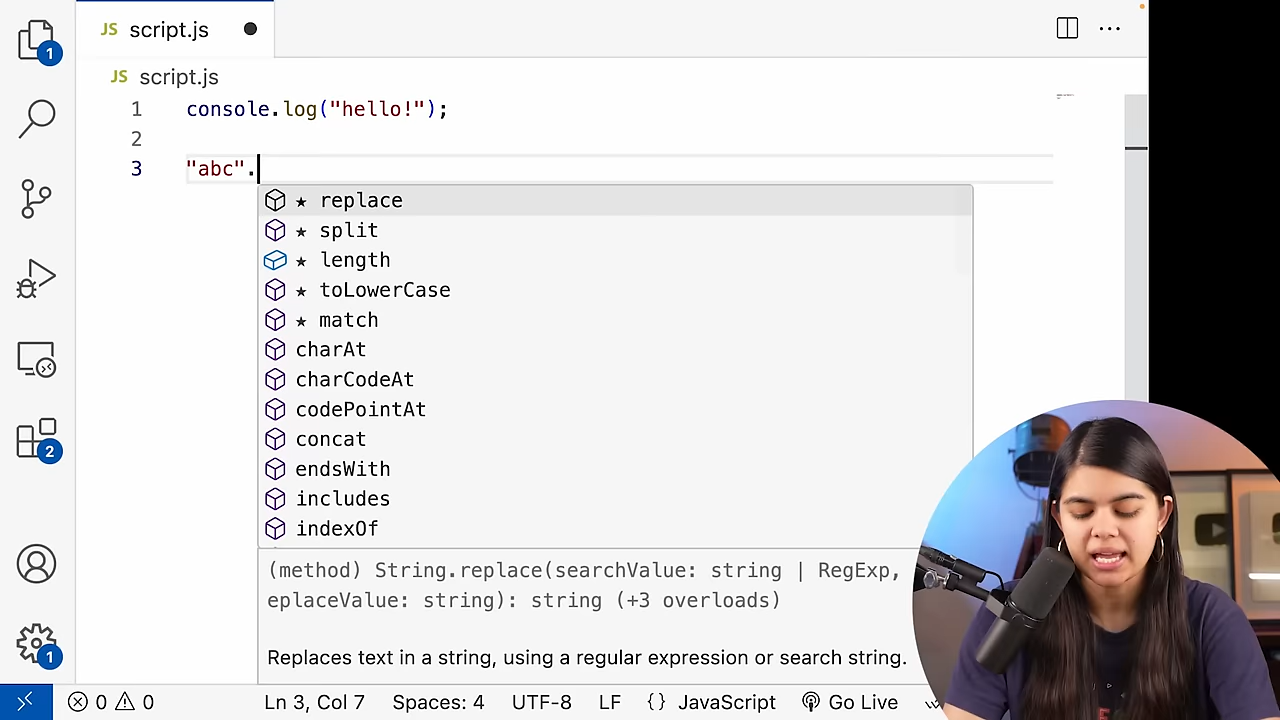 JS script.js
JS script.js
1 console.log("hello!");
2
3 "abc".
★ replace
★ split
★ length
★ toLowerCase
★ match
charAt
charCodeAt
codePointAt
concat
endsWith
includes
indexOf
(method) String.replace(searchValue: string | RegExp,
eplaceValue: string): string (+3 overloads)
Replaces text in a string, using a regular expression or search string.
1
2
1
0 0 Ln 3, Col 7 Spaces: 4 UTF-8 LF {} JavaScript Go Live